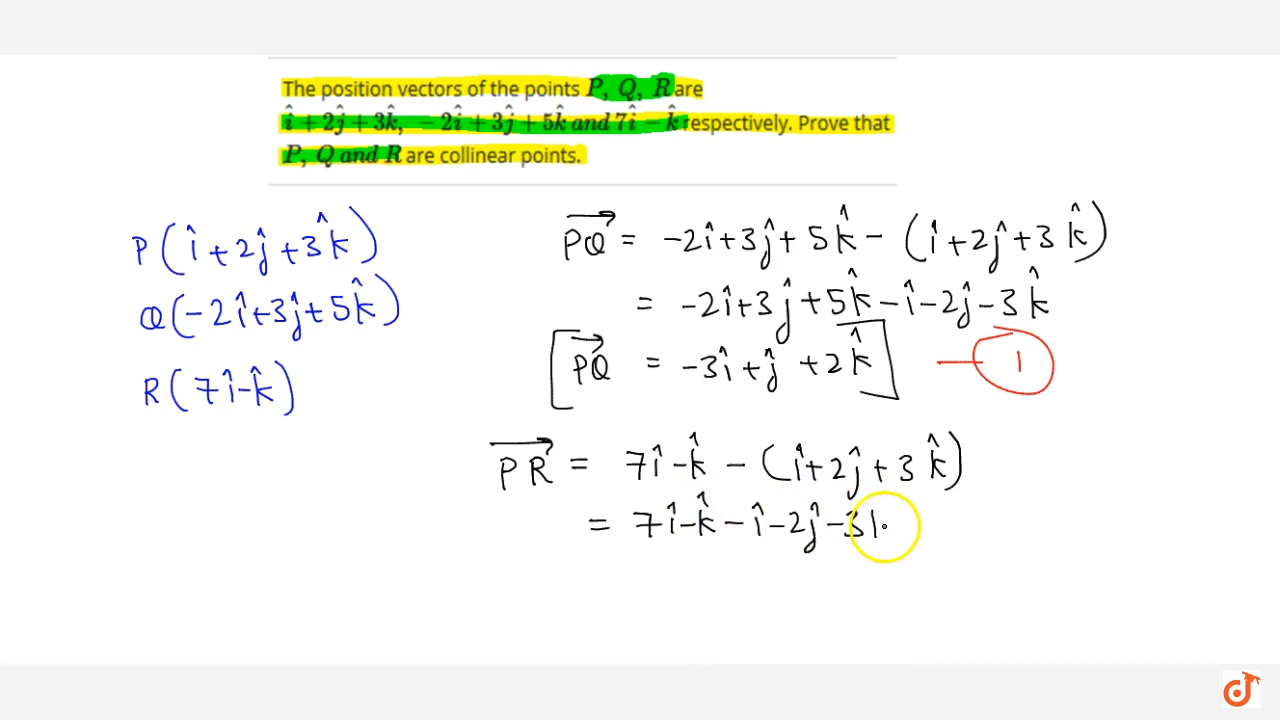 The position vectors of the points P, Q, R are
î + 2ĵ + 3k̂, − 2î + 3ĵ + 5k̂ and 7î − k̂ respectively. Prove that
P, Q and R are collinear points.
P(î + 2ĵ + 3k̂)
Q(-2î+3ĵ+5k̂)
R(7î-k̂)
PQ⃗ = -2î+3ĵ+5k̂ - (î+2ĵ+3k̂)
= -2î+3ĵ+5k̂-î-2ĵ-3k̂
[PQ⃗ = -3î+ĵ+2k̂] — 1
PR⃗ = 7î-k̂ - (î+2ĵ+3k̂)
= 7î-k̂-î-2ĵ-3